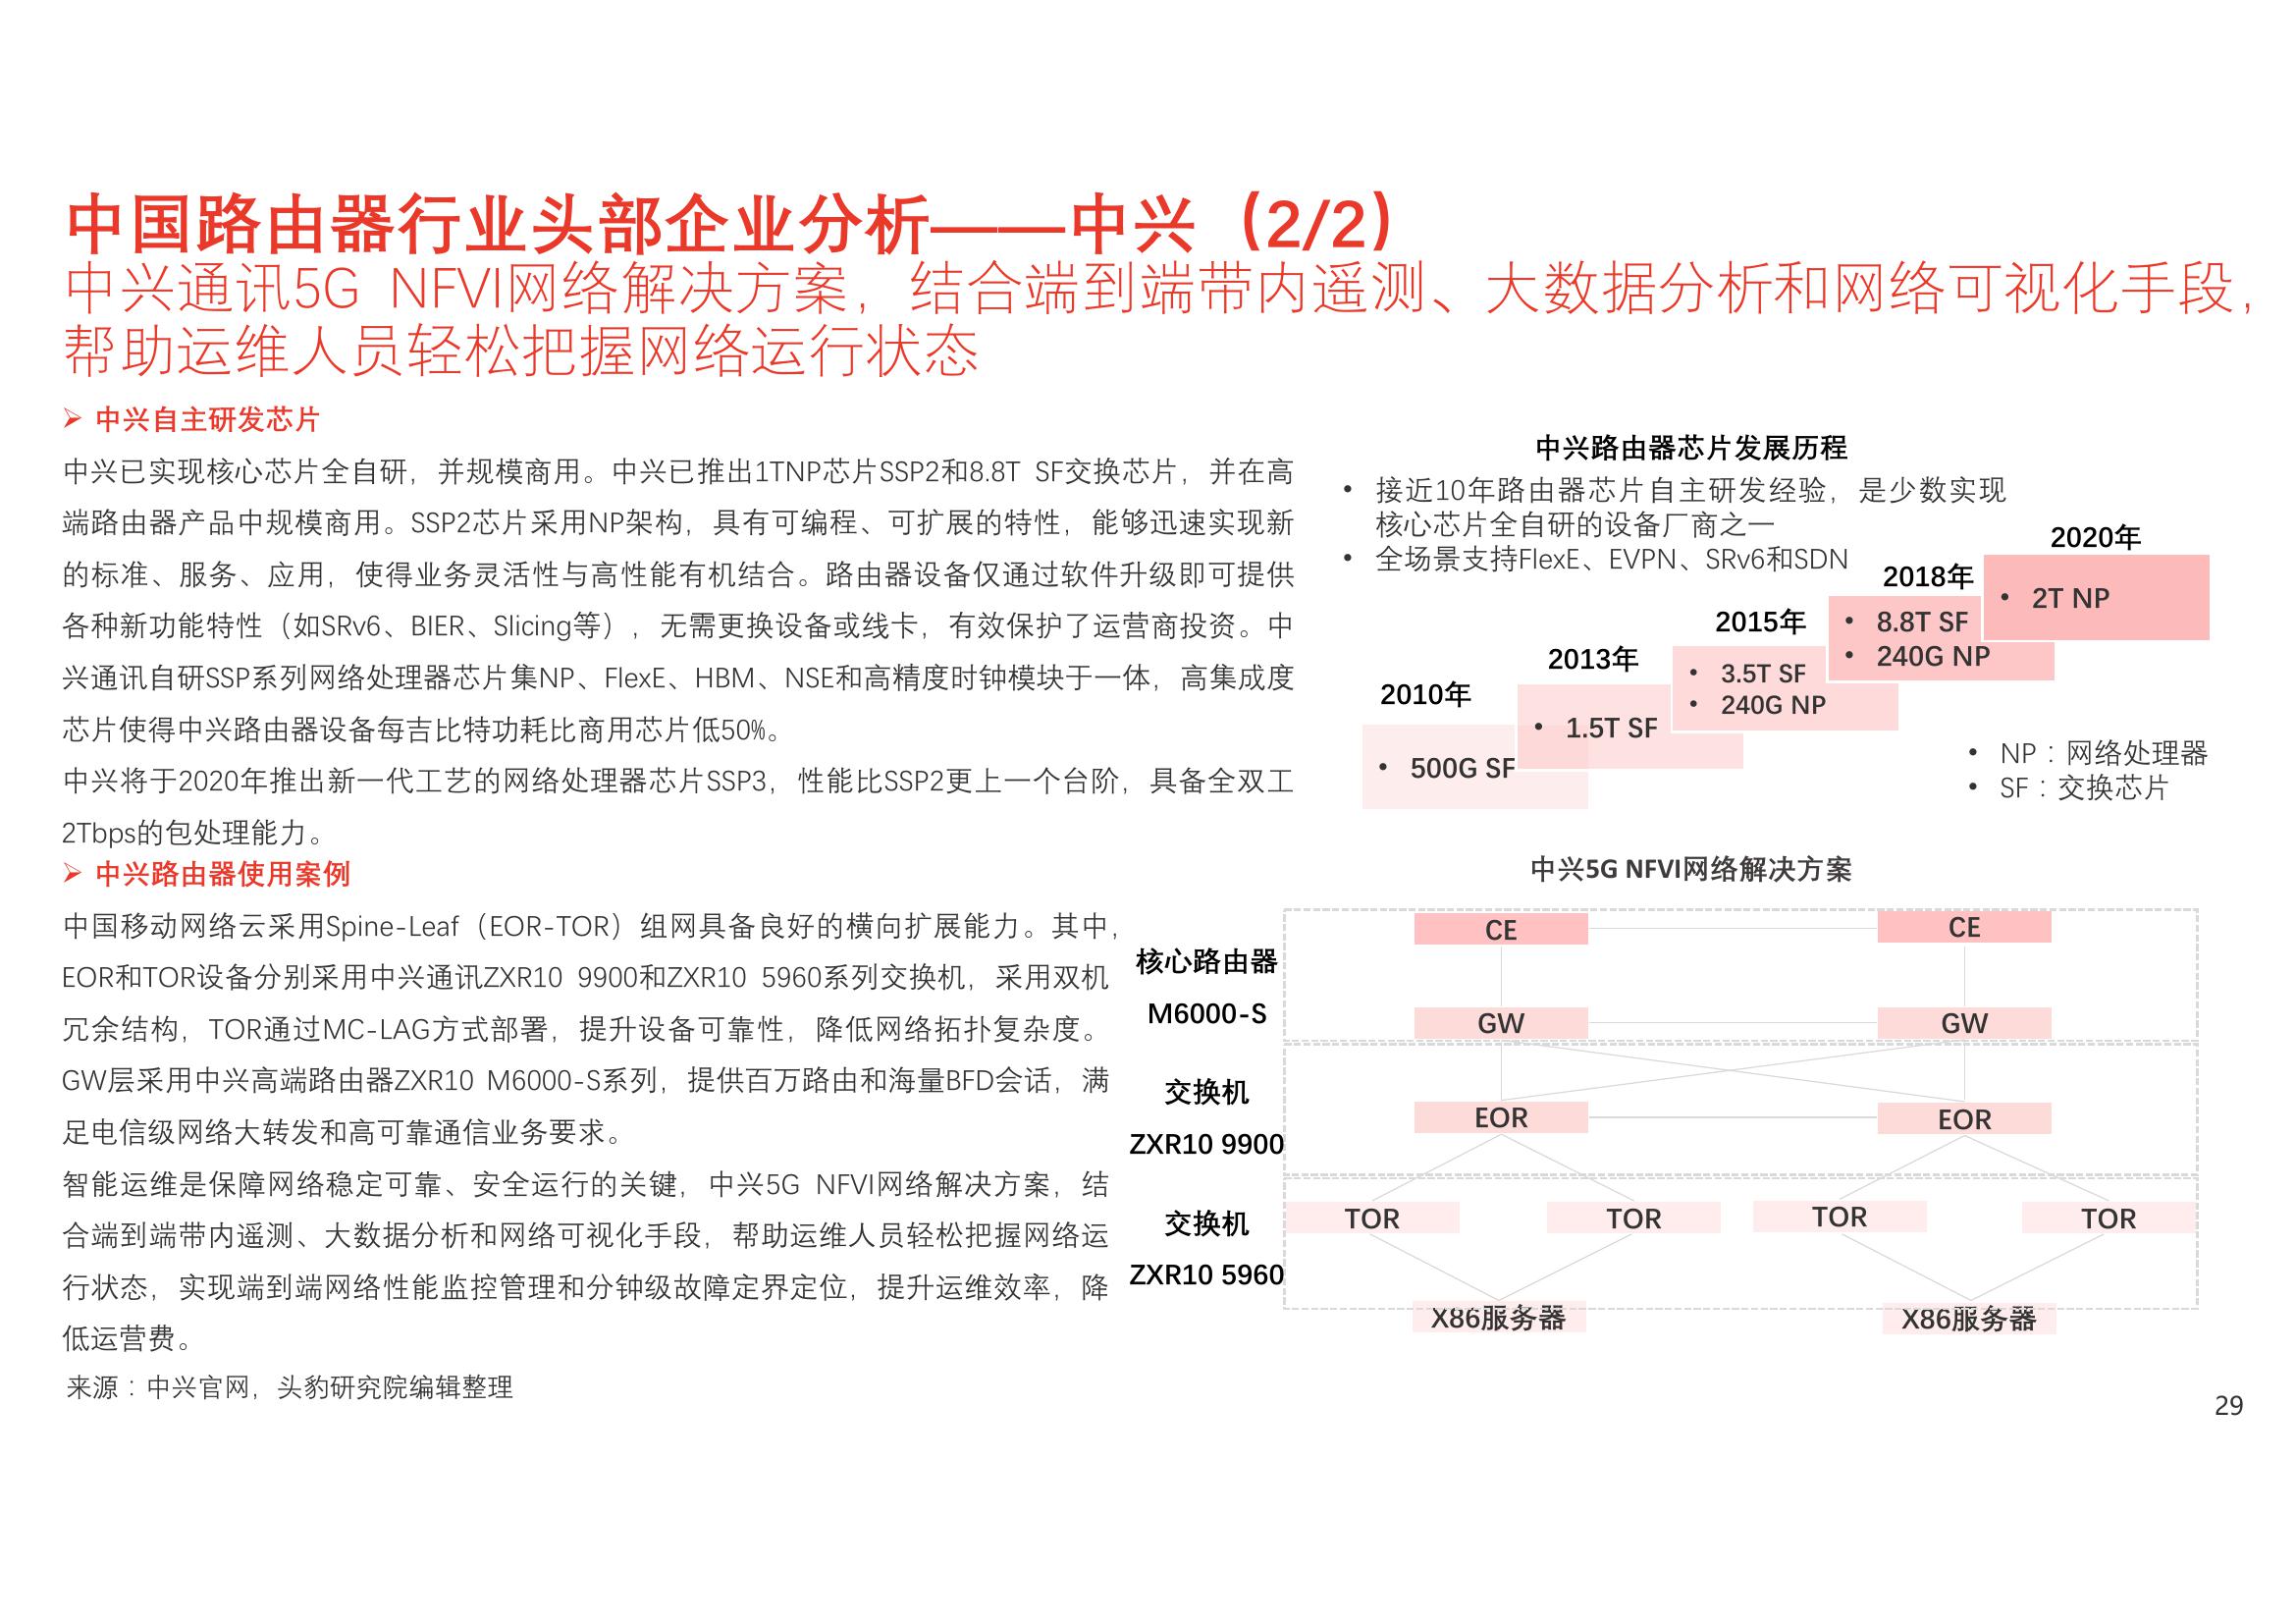 中国路由器行业头部企业分析——中兴（2/2）
中兴通讯5G NFVI网络解决方案，结合端到端带内遥测、大数据分析和网络可视化手段，
帮助运维人员轻松把握网络运行状态
➢ 中兴自主研发芯片
中兴已实现核心芯片全自研，并规模商用。中兴已推出1TNP芯片SSP2和8.8T SF交换芯片，并在高
端路由器产品中规模商用。SSP2芯片采用NP架构，具有可编程、可扩展的特性，能够迅速实现新
的标准、服务、应用，使得业务灵活性与高性能有机结合。路由器设备仅通过软件升级即可提供
各种新功能特性（如SRv6、BIER、Slicing等），无需更换设备或线卡，有效保护了运营商投资。中
兴通讯自研SSP系列网络处理器芯片集NP、FlexE、HBM、NSE和高精度时钟模块于一体，高集成度
芯片使得中兴路由器设备每吉比特功耗比商用芯片低50%。
中兴将于2020年推出新一代工艺的网络处理器芯片SSP3，性能比SSP2更上一个台阶，具备全双工
2Tbps的包处理能力。
➢ 中兴路由器使用案例
中国移动网络云采用Spine-Leaf（EOR-TOR）组网具备良好的横向扩展能力。其中，
EOR和TOR设备分别采用中兴通讯ZXR10 9900和ZXR10 5960系列交换机，采用双机
冗余结构，TOR通过MC-LAG方式部署，提升设备可靠性，降低网络拓扑复杂度。
GW层采用中兴高端路由器ZXR10 M6000-S系列，提供百万路由和海量BFD会话，满
足电信级网络大转发和高可靠通信业务要求。
智能运维是保障网络稳定可靠、安全运行的关键，中兴5G NFVI网络解决方案，结
合端到端带内遥测、大数据分析和网络可视化手段，帮助运维人员轻松把握网络运
行状态，实现端到端网络性能监控管理和分钟级故障定界定位，提升运维效率，降
低运营费。
来源：中兴官网，头豹研究院编辑整理
中兴路由器芯片发展历程
• 接近10年路由器芯片自主研发经验，是少数实现
核心芯片全自研的设备厂商之一
• 全场景支持FlexE、EVPN、SRv6和SDN
2010年
• 500G SF
2013年
• 1.5T SF
2015年
• 3.5T SF
• 240G NP
2018年
• 8.8T SF
• 240G NP
2020年
• 2T NP
• NP：网络处理器
• SF：交换芯片
中兴5G NFVI网络解决方案
核心路由器
M6000-S
CE CE
GW GW
交换机
ZXR10 9900
EOR EOR
交换机
ZXR10 5960
TOR TOR TOR TOR
X86服务器 X86服务器
29